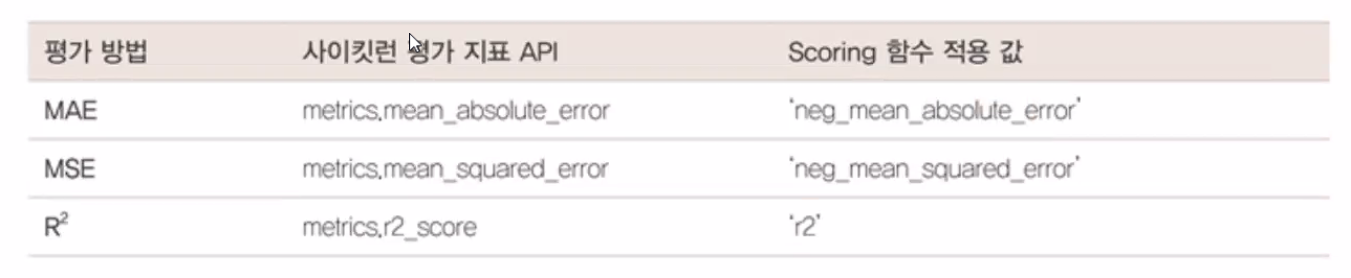 평가 방법 사이킷런 평가 지표 API Scoring 함수 적용 값
MAE metrics.mean_absolute_error 'neg_mean_absolute_error'
MSE metrics.mean_squared_error 'neg_mean_squared_error'
R² metrics.r2_score 'r2'